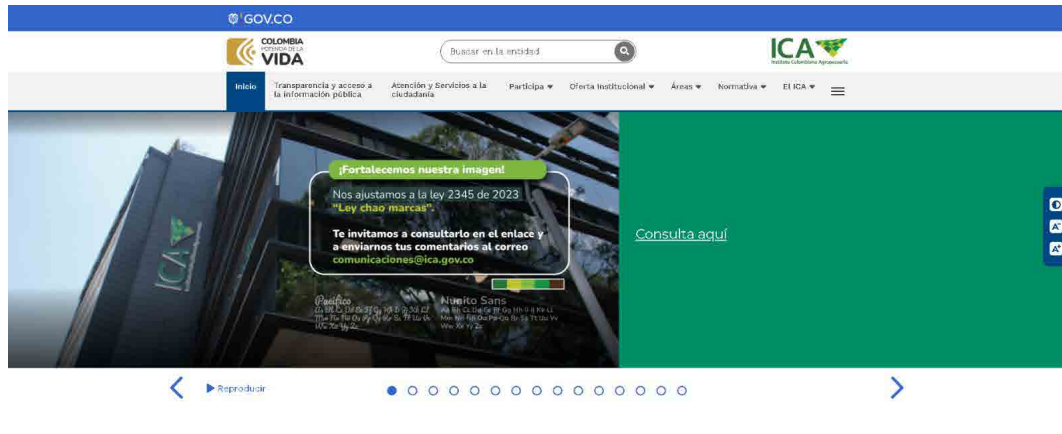 GOV.CO
COLOMBIA
POTENCIA DE LA
VIDA
Buscar en la entidad
ICA
Instituto Colombiano Agropecuario
Inicio
Transparencia y acceso a
la información pública
Atención y Servicios a la
ciudadanía
Participa
Oferta Institucional
Áreas
Normativa
El ICA
ICA
¡Fortalecemos nuestra imagen!
Nos ajustamos a la ley 2345 de 2023
"Ley chao marcas".
Te invitamos a consultarlo en el enlace y
a enviarnos tus comentarios al correo
comunicaciones@ica.gov.co
Pacífico
Nunito Sans
Consulta aquí
A-
A+
Reproducir